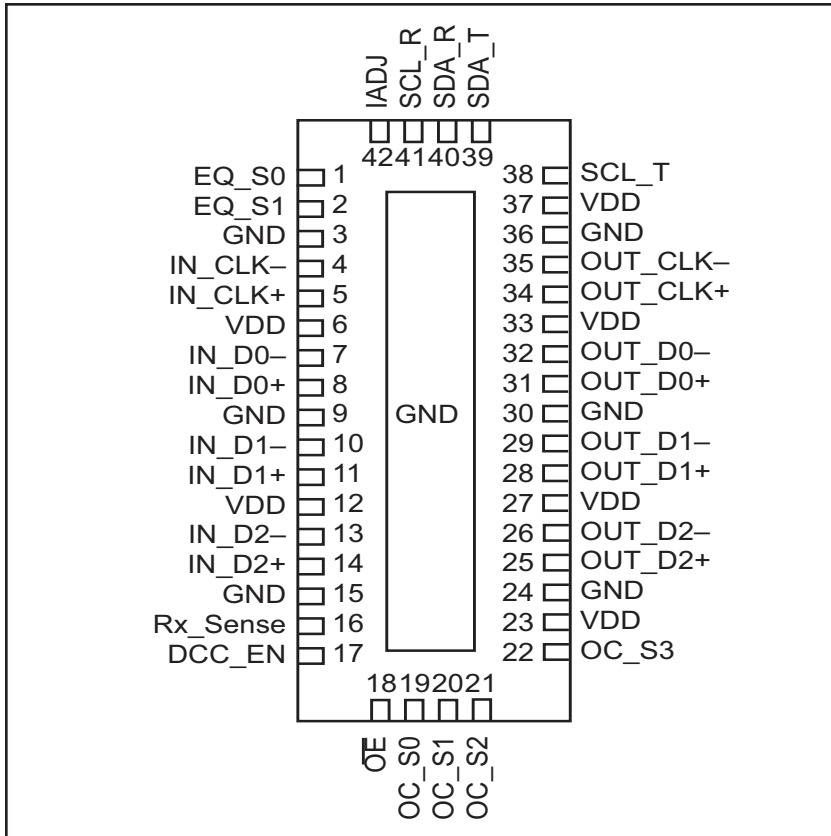 IADJ
SCL_R
SDA_R
SDA_T
42 41 40 39
EQ_S0 1
EQ_S1 2
GND 3
IN_CLK– 4
IN_CLK+ 5
VDD 6
IN_D0– 7
IN_D0+ 8
GND 9
IN_D1– 10
IN_D1+ 11
VDD 12
IN_D2– 13
IN_D2+ 14
GND 15
Rx_Sense 16
DCC_EN 17
GND
38 SCL_T
37 VDD
36 GND
35 OUT_CLK–
34 OUT_CLK+
33 VDD
32 OUT_D0–
31 OUT_D0+
30 GND
29 OUT_D1–
28 OUT_D1+
27 VDD
26 OUT_D2–
25 OUT_D2+
24 GND
23 VDD
22 OC_S3
18 19 20 21
O̅E̅
OC_S0
OC_S1
OC_S2